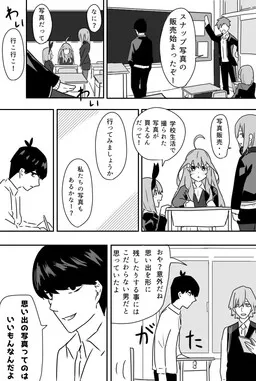 スナップ写真の
販売始まったぞ！
なに？
写真だって
わい
行こ行こ！
わい
写真販売・
学校生活で
撮られた
写真が
買えるん
だって！
行ってみましょうか
私たちの写真も
あるかな！？
おや？意外だね
思い出を形に
残したりする事には
こだわらない男だと
思っていたよ
ガ
た
思い出の
写真ってのは
いいもんなんだよ